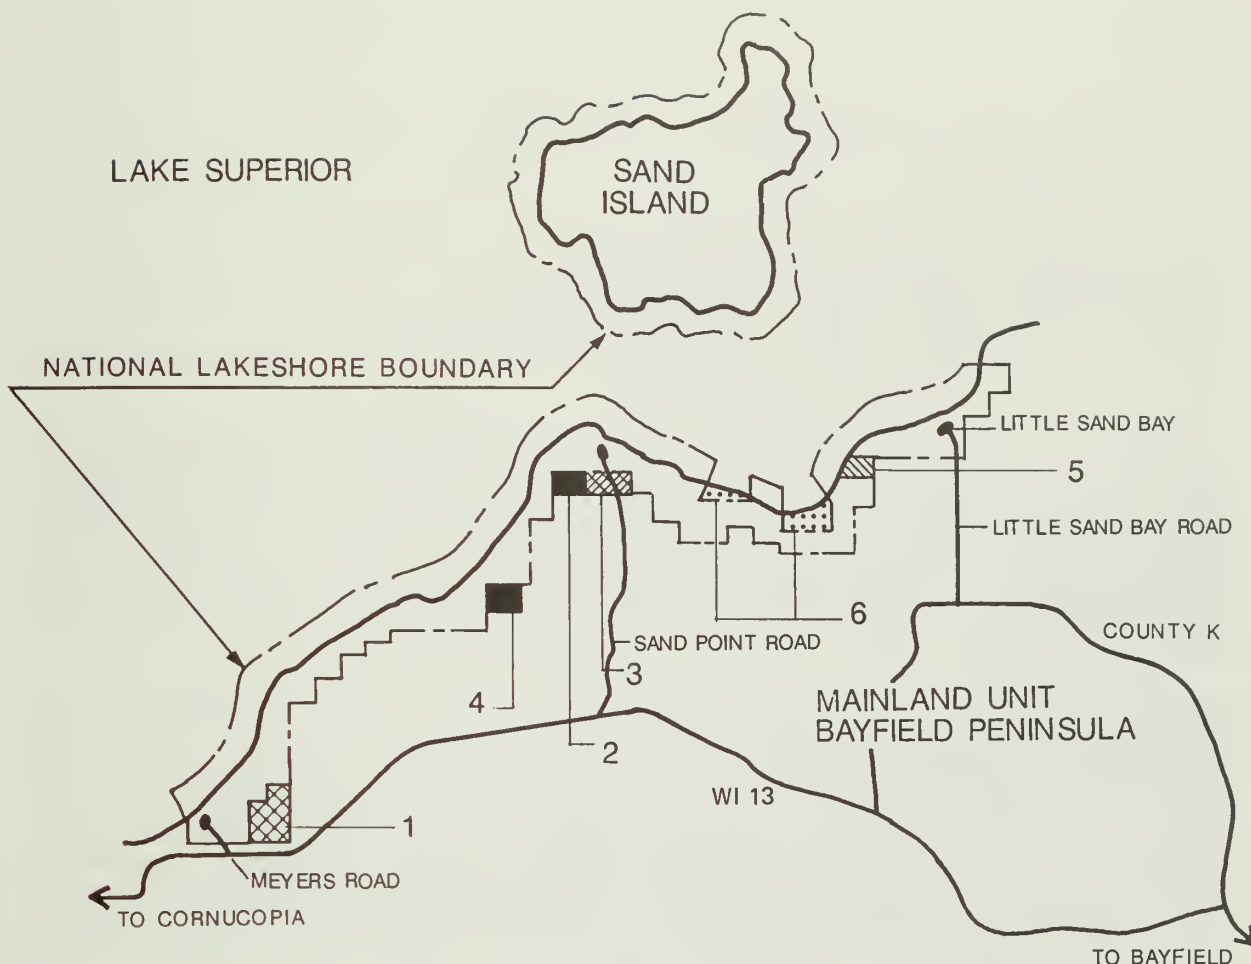 LAKE SUPERIOR
SAND
ISLAND
NATIONAL LAKESHORE BOUNDARY
LITTLE SAND BAY
5
LITTLE SAND BAY ROAD
6
COUNTY K
SAND POINT ROAD
3
4
MAINLAND UNIT
BAYFIELD PENINSULA
2
WI 13
1
MEYERS ROAD
TO CORNUCOPIA
TO BAYFIELD